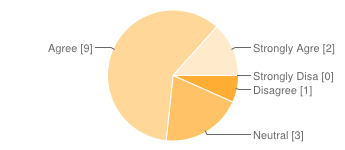 Agree [9]
Strongly Agre [2]
Strongly Disa [0]
Disagree [1]
Neutral [3]